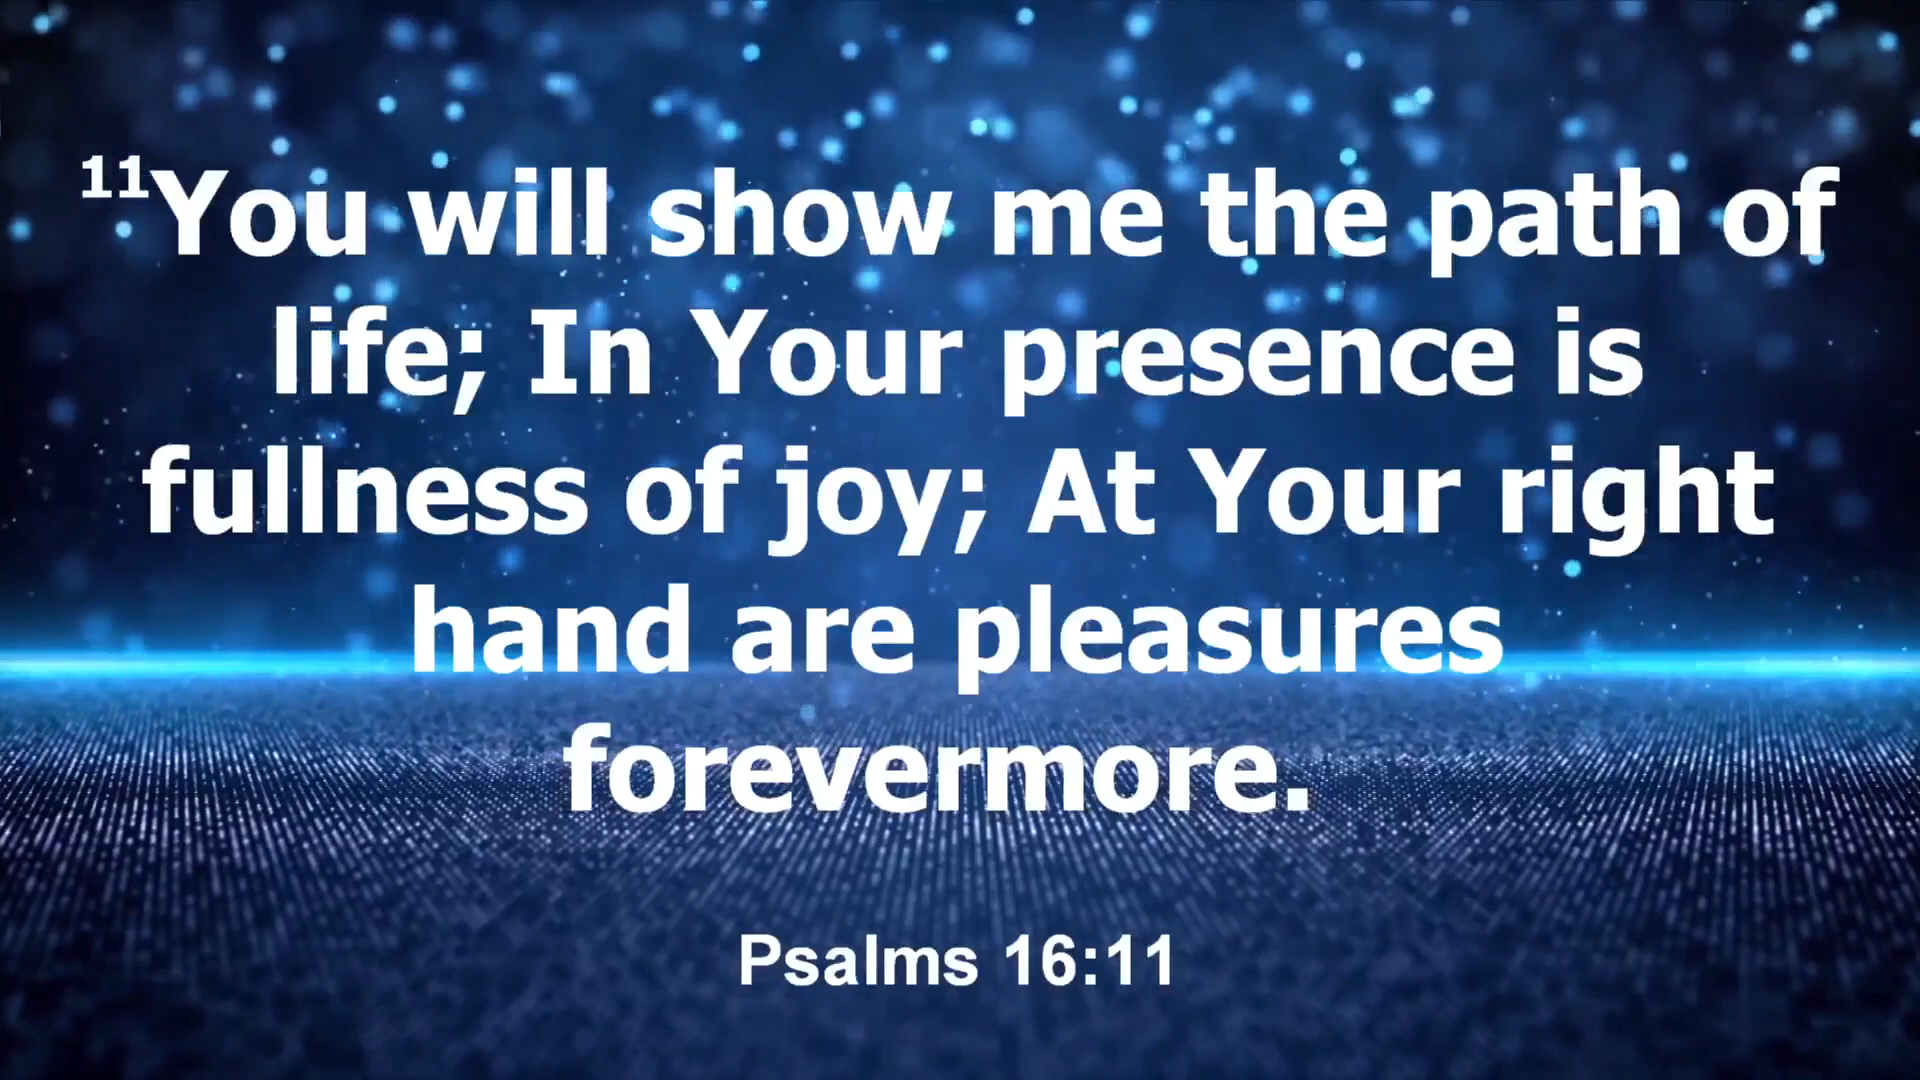 11You will show me the path of
life; In Your presence is
fullness of joy; At Your right
hand are pleasures
forevermore.
Psalms 16:11